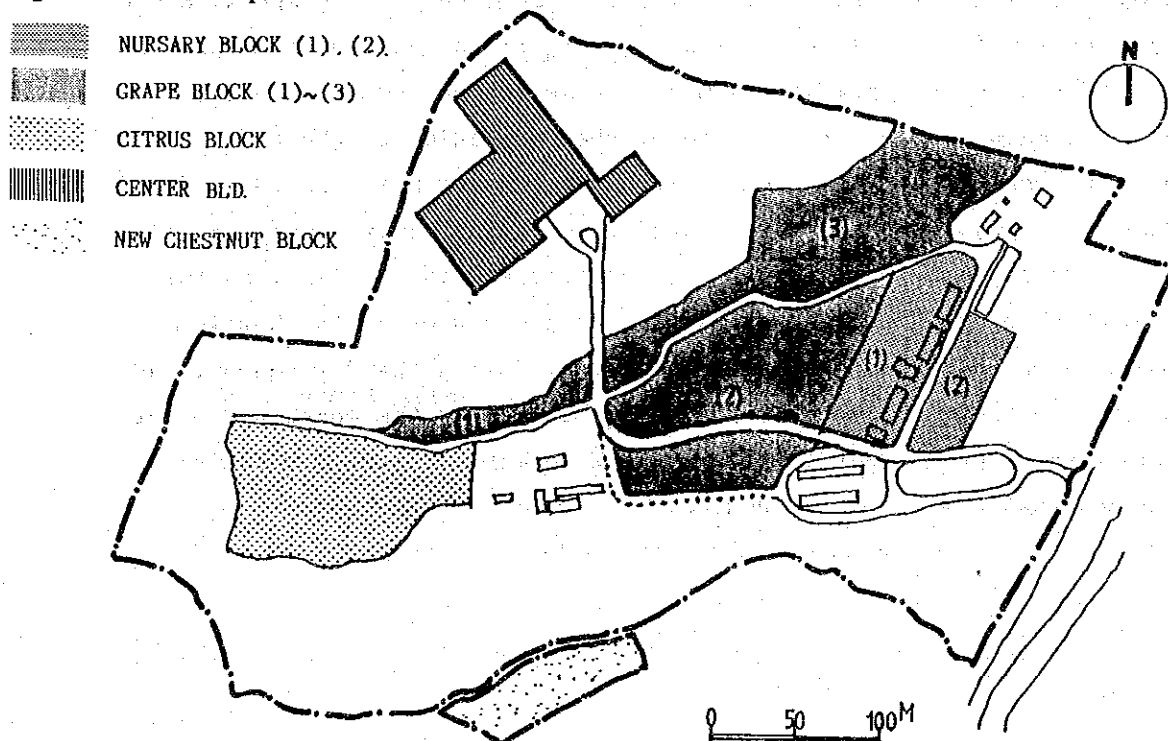 NURSARY BLOCK (1), (2)
GRAPE BLOCK (1)~(3)
CITRUS BLOCK
CENTER BLD.
NEW CHESTNUT BLOCK
N
(3)
(1)
(2)
(2)
(1)
0 50 100M